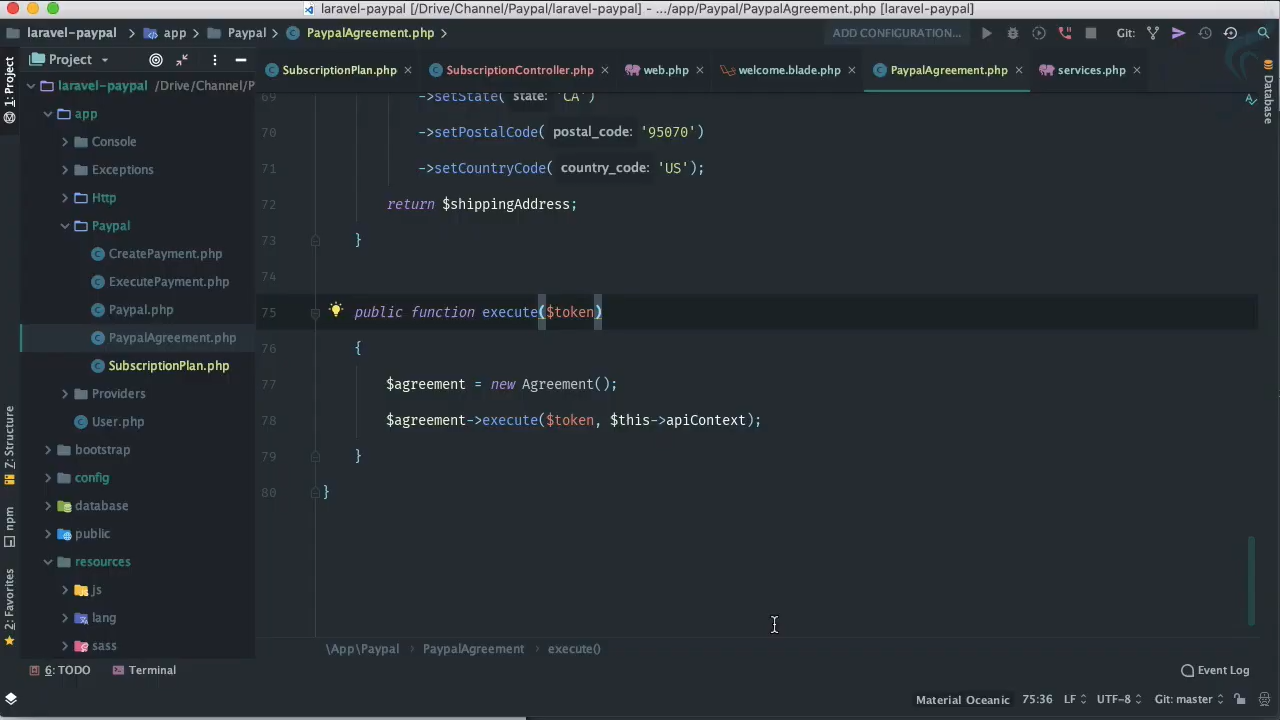 laravel-paypal [/Drive/Channel/Paypal/laravel-paypal] - .../app/Paypal/PaypalAgreement.php [laravel-paypal]
laravel-paypal app Paypal PaypalAgreement.php ADD CONFIGURATION... Git:
Project SubscriptionPlan.php SubscriptionController.php web.php welcome.blade.php PaypalAgreement.php services.php
1: Project
Z: Structure
npm
2: Favorites
Database
laravel-paypal /Drive/Channel/P
app
Console
Exceptions
Http
Paypal
CreatePayment.php
ExecutePayment.php
Paypal.php
PaypalAgreement.php
SubscriptionPlan.php
Providers
User.php
bootstrap
config
database
public
resources
js
lang
sass
69 ->setState( state: 'CA')
70 ->setPostalCode( postal_code: '95070')
71 ->setCountryCode( country_code: 'US');
72 return $shippingAddress;
73 }
74
75 public function execute($token)
76 {
77 $agreement = new Agreement();
78 $agreement->execute($token, $this->apiContext);
79 }
80 }
\App\Paypal PaypalAgreement execute()
6: TODO Terminal Event Log
Material Oceanic 75:36 LF UTF-8 Git: master